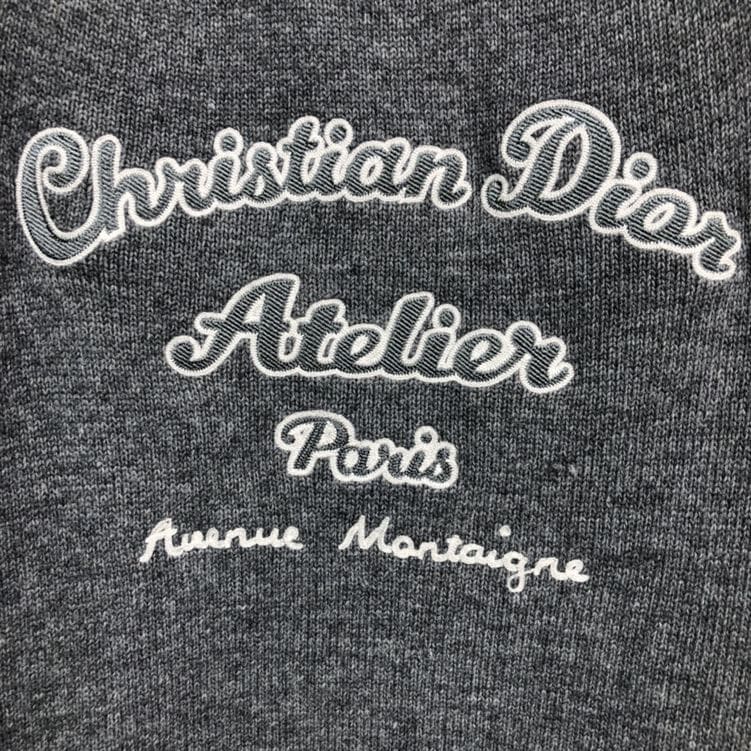 Christian Dior
Atelier
Paris
Avenue Montaigne